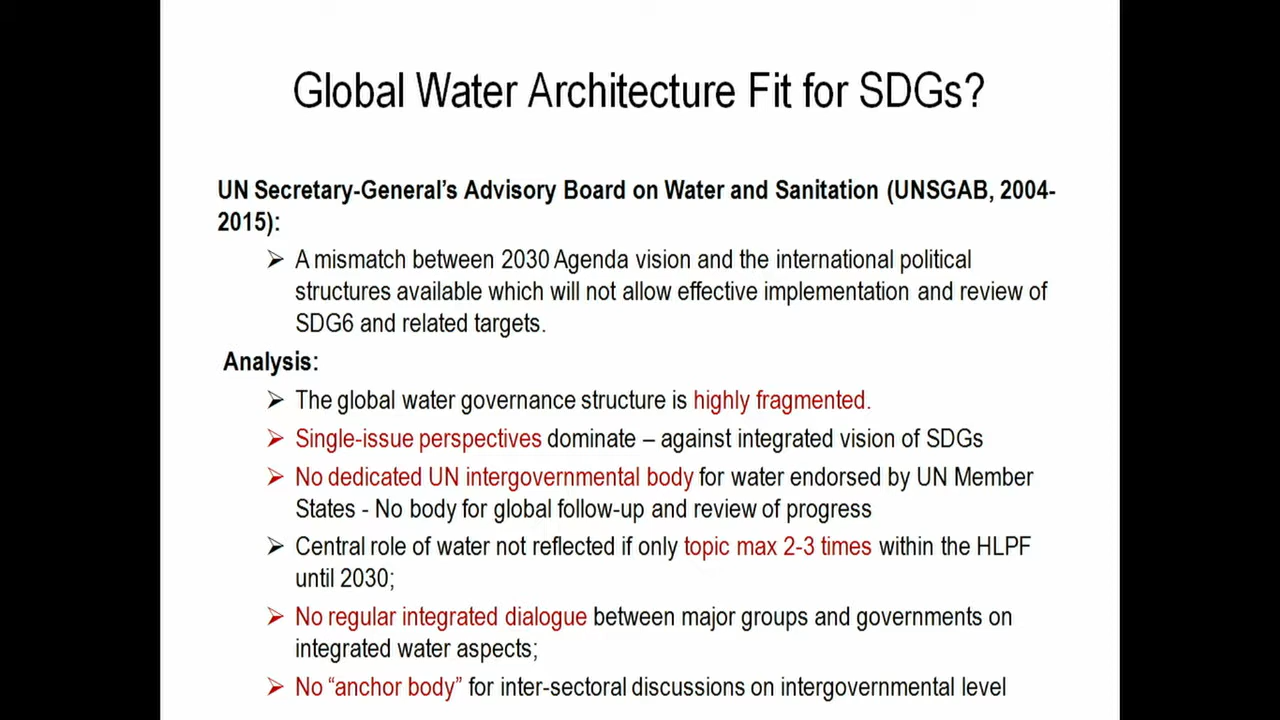 Global Water Architecture Fit for SDGs?
UN Secretary-General’s Advisory Board on Water and Sanitation (UNSGAB, 2004-
2015):
➢ A mismatch between 2030 Agenda vision and the international political
structures available which will not allow effective implementation and review of
SDG6 and related targets.
Analysis:
➢ The global water governance structure is highly fragmented.
➢ Single-issue perspectives dominate – against integrated vision of SDGs
➢ No dedicated UN intergovernmental body for water endorsed by UN Member
States - No body for global follow-up and review of progress
➢ Central role of water not reflected if only topic max 2-3 times within the HLPF
until 2030;
➢ No regular integrated dialogue between major groups and governments on
integrated water aspects;
➢ No “anchor body” for inter-sectoral discussions on intergovernmental level